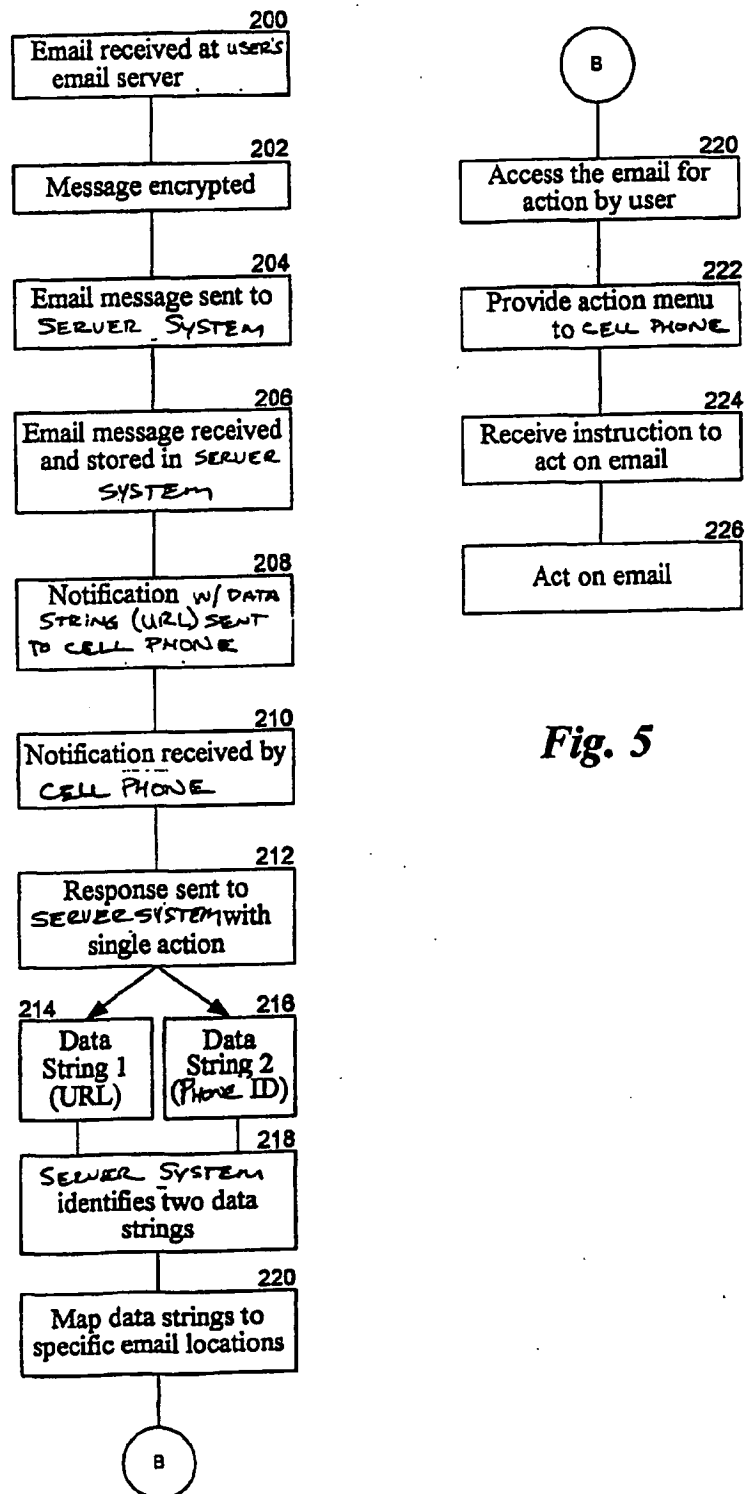 200
Email received at USER'S
email server
202
Message encrypted
204
Email message sent to
SERVER SYSTEM
206
Email message received
and stored in SERVER
SYSTEM
208
Notification W/ DATA
STRING (URL) SENT
TO CELL PHONE
210
Notification received by
CELL PHONE
212
Response sent to
SERVER SYSTEM with
single action
214
Data
String 1
(URL)
216
Data
String 2
(PHONE ID)
218
SERVER SYSTEM
identifies two data
strings
220
Map data strings to
specific email locations
B
B
220
Access the email for
action by user
222
Provide action menu
to CELL PHONE
224
Receive instruction to
act on email
226
Act on email
Fig. 5